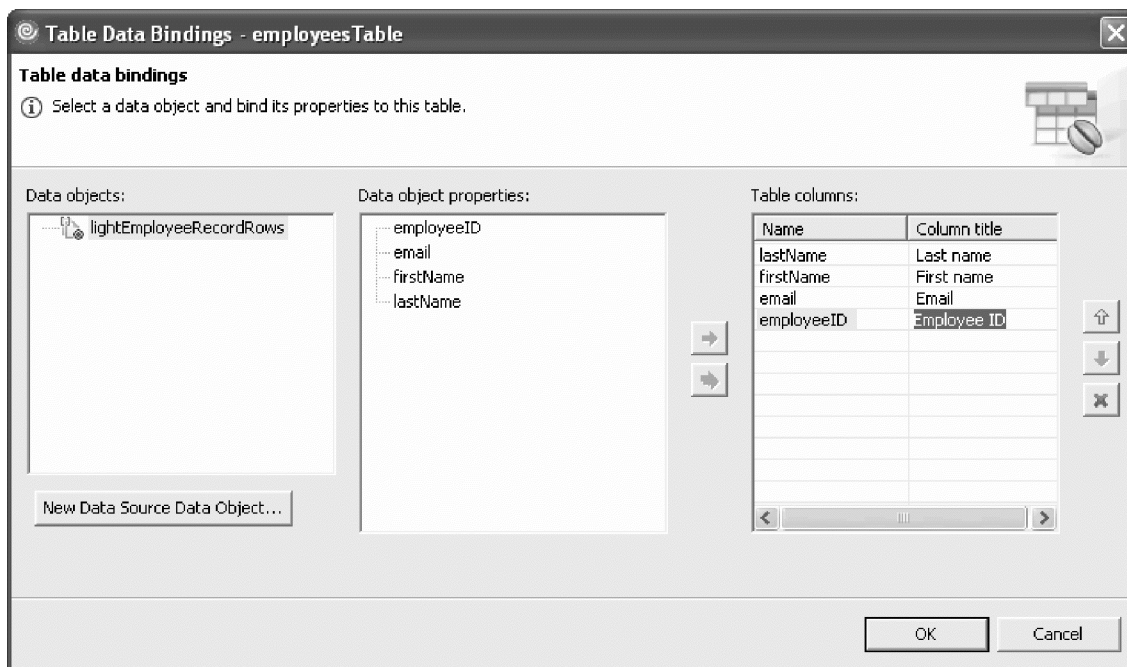 Table Data Bindings - employeesTable
Table data bindings
Select a data object and bind its properties to this table.
Data objects:
lightEmployeeRecordRows
New Data Source Data Object...
Data object properties:
employeeID
email
firstName
lastName
Table columns:
Name Column title
lastName Last name
firstName First name
email Email
employeeID Employee ID
OK Cancel